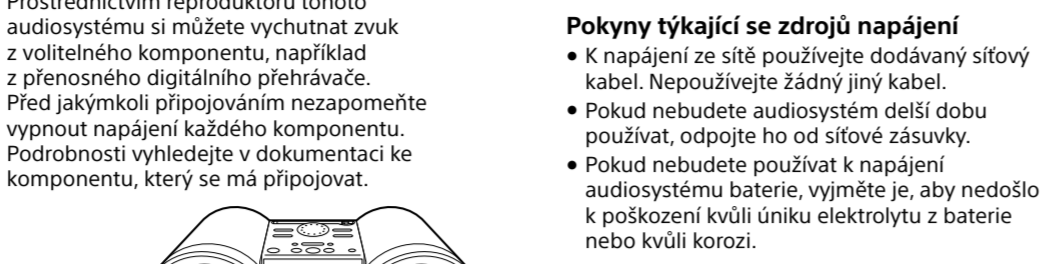 Prostřednictvím reproduktorů tohoto
audiosystému si můžete vychutnat zvuk
z volitelného komponentu, například
z přenosného digitálního přehrávače.
Před jakýmkoli připojováním nezapomeňte
vypnout napájení každého komponentu.
Podrobnosti vyhledejte v dokumentaci ke
komponentu, který se má připojovat.
Pokyny týkající se zdrojů napájení
• K napájení ze sítě používejte dodávaný síťový
kabel. Nepoužívejte žádný jiný kabel.
• Pokud nebudete audiosystém delší dobu
používat, odpojte ho od síťové zásuvky.
• Pokud nebudete používat k napájení
audiosystému baterie, vyjměte je, aby nedošlo
k poškození kvůli úniku elektrolytu z baterie
nebo kvůli korozi.